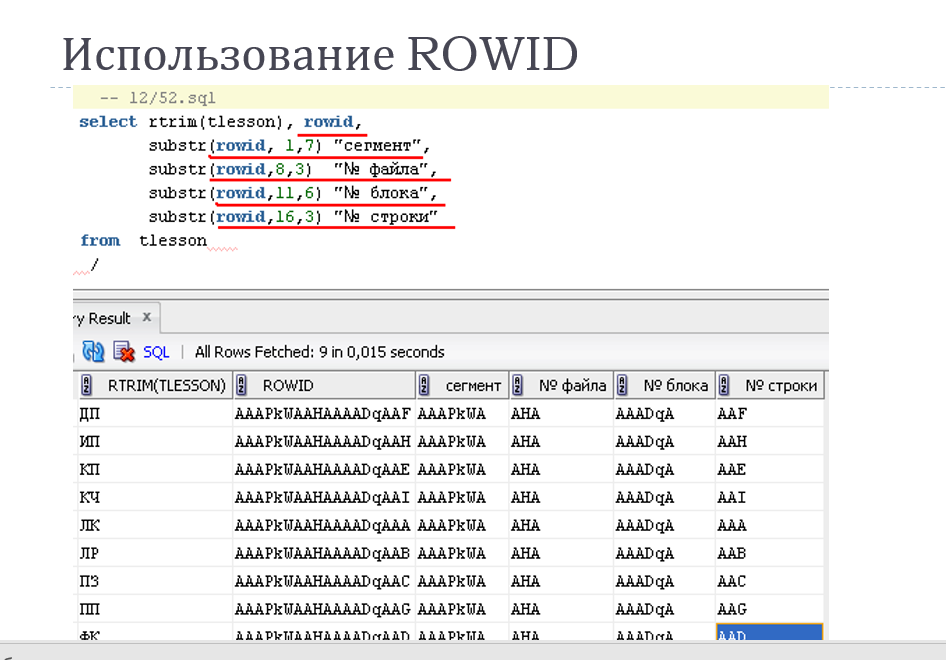 Использование ROWID
-- 12/52.sql
select rtrim(tlesson), rowid,
substr(rowid, 1,7) "сегмент",
substr(rowid,8,3) "№ файла",
substr(rowid,11,6) "№ блока",
substr(rowid,16,3) "№ строки"
from tlesson
/
ry Result x
SQL | All Rows Fetched: 9 in 0,015 seconds
RTRIM(TLESSON) ROWID сегмент № файла № блока № строки
ДП AAAPkWAAHAAAADqAAF AAAPkWA AHA AAADqA AAF
ИП AAAPkWAAHAAAADqAAH AAAPkWA AHA AAADqA AAH
КП AAAPkWAAHAAAADqAAE AAAPkWA AHA AAADqA AAE
КЧ AAAPkWAAHAAAADqAAI AAAPkWA AHA AAADqA AAI
ЛК AAAPkWAAHAAAADqAAA AAAPkWA AHA AAADqA AAA
ЛР AAAPkWAAHAAAADqAAB AAAPkWA AHA AAADqA AAB
ПЗ AAAPkWAAHAAAADqAAC AAAPkWA AHA AAADqA AAC
ПП AAAPkWAAHAAAADqAAG AAAPkWA AHA AAADqA AAG
ФК AAAPkWAAHAAAADqAAD AAAPkWA AHA AAADqA AAD